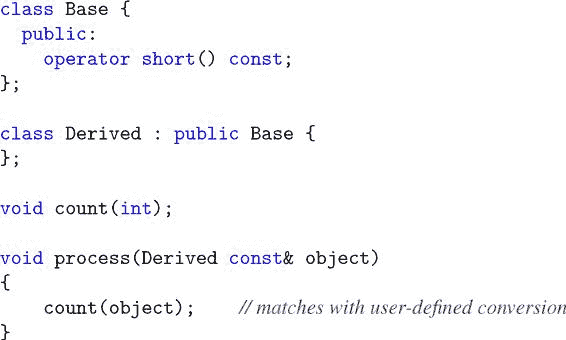 class Base {
  public:
    operator short() const;
};

class Derived : public Base {
};

void count(int);

void process(Derived const& object)
{
    count(object);    // matches with user-defined conversion
}